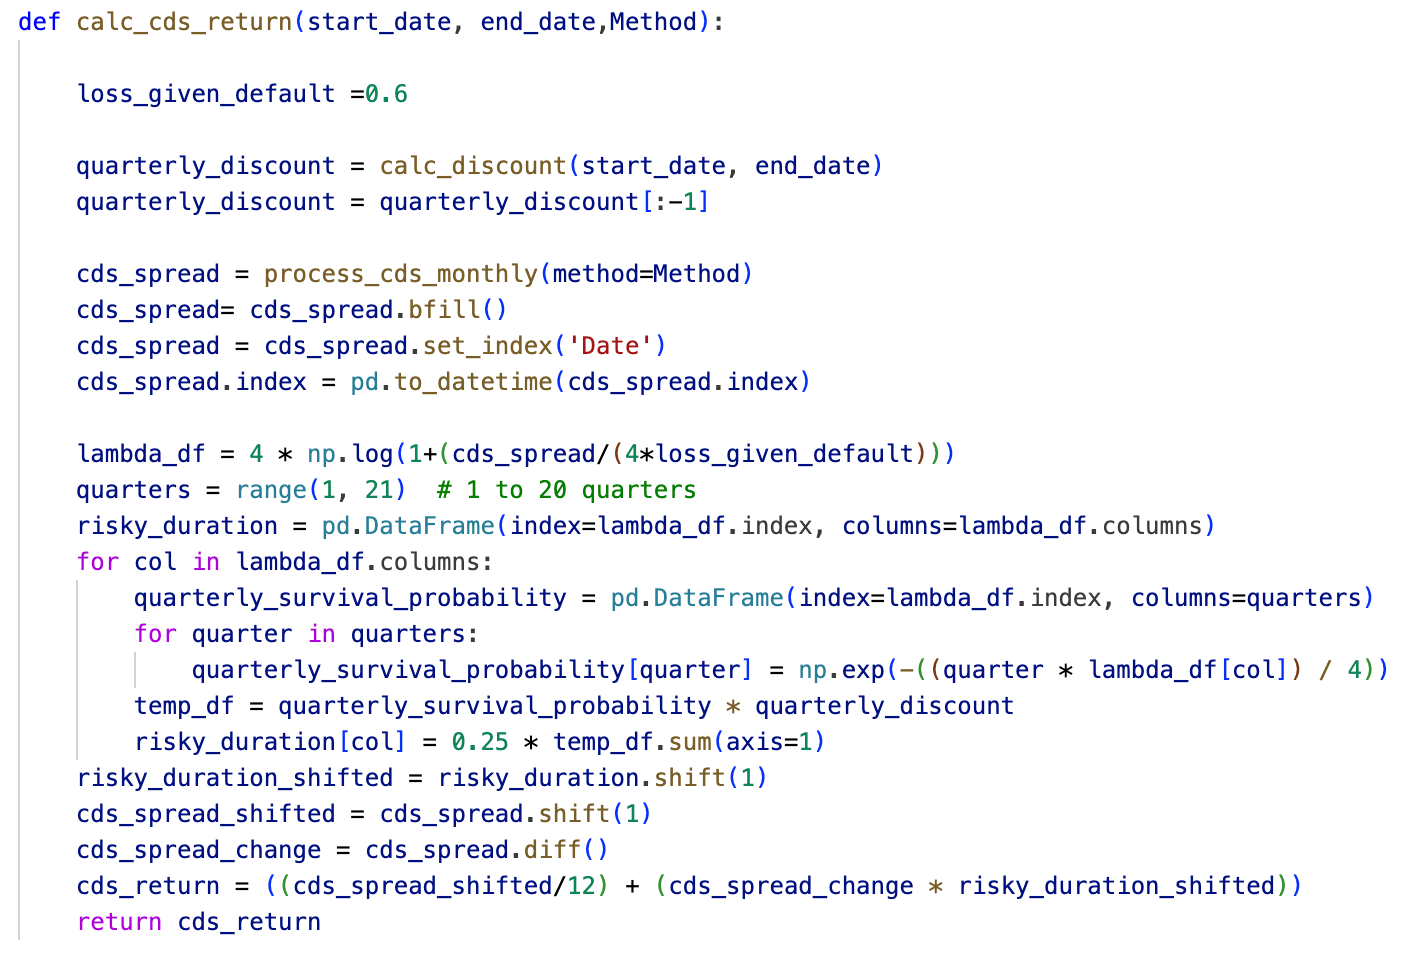 def calc_cds_return(start_date, end_date,Method):
loss_given_default =0.6
quarterly_discount = calc_discount(start_date, end_date)
quarterly_discount = quarterly_discount[:-1]
cds_spread = process_cds_monthly(method=Method)
cds_spread= cds_spread.bfill()
cds_spread = cds_spread.set_index('Date')
cds_spread.index = pd.to_datetime(cds_spread.index)
lambda_df = 4 * np.log(1+(cds_spread/(4*loss_given_default)))
quarters = range(1, 21)  # 1 to 20 quarters
risky_duration = pd.DataFrame(index=lambda_df.index, columns=lambda_df.columns)
for col in lambda_df.columns:
quarterly_survival_probability = pd.DataFrame(index=lambda_df.index, columns=quarters)
for quarter in quarters:
quarterly_survival_probability[quarter] = np.exp(-((quarter * lambda_df[col]) / 4))
temp_df = quarterly_survival_probability * quarterly_discount
risky_duration[col] = 0.25 * temp_df.sum(axis=1)
risky_duration_shifted = risky_duration.shift(1)
cds_spread_shifted = cds_spread.shift(1)
cds_spread_change = cds_spread.diff()
cds_return = ((cds_spread_shifted/12) + (cds_spread_change * risky_duration_shifted))
return cds_return